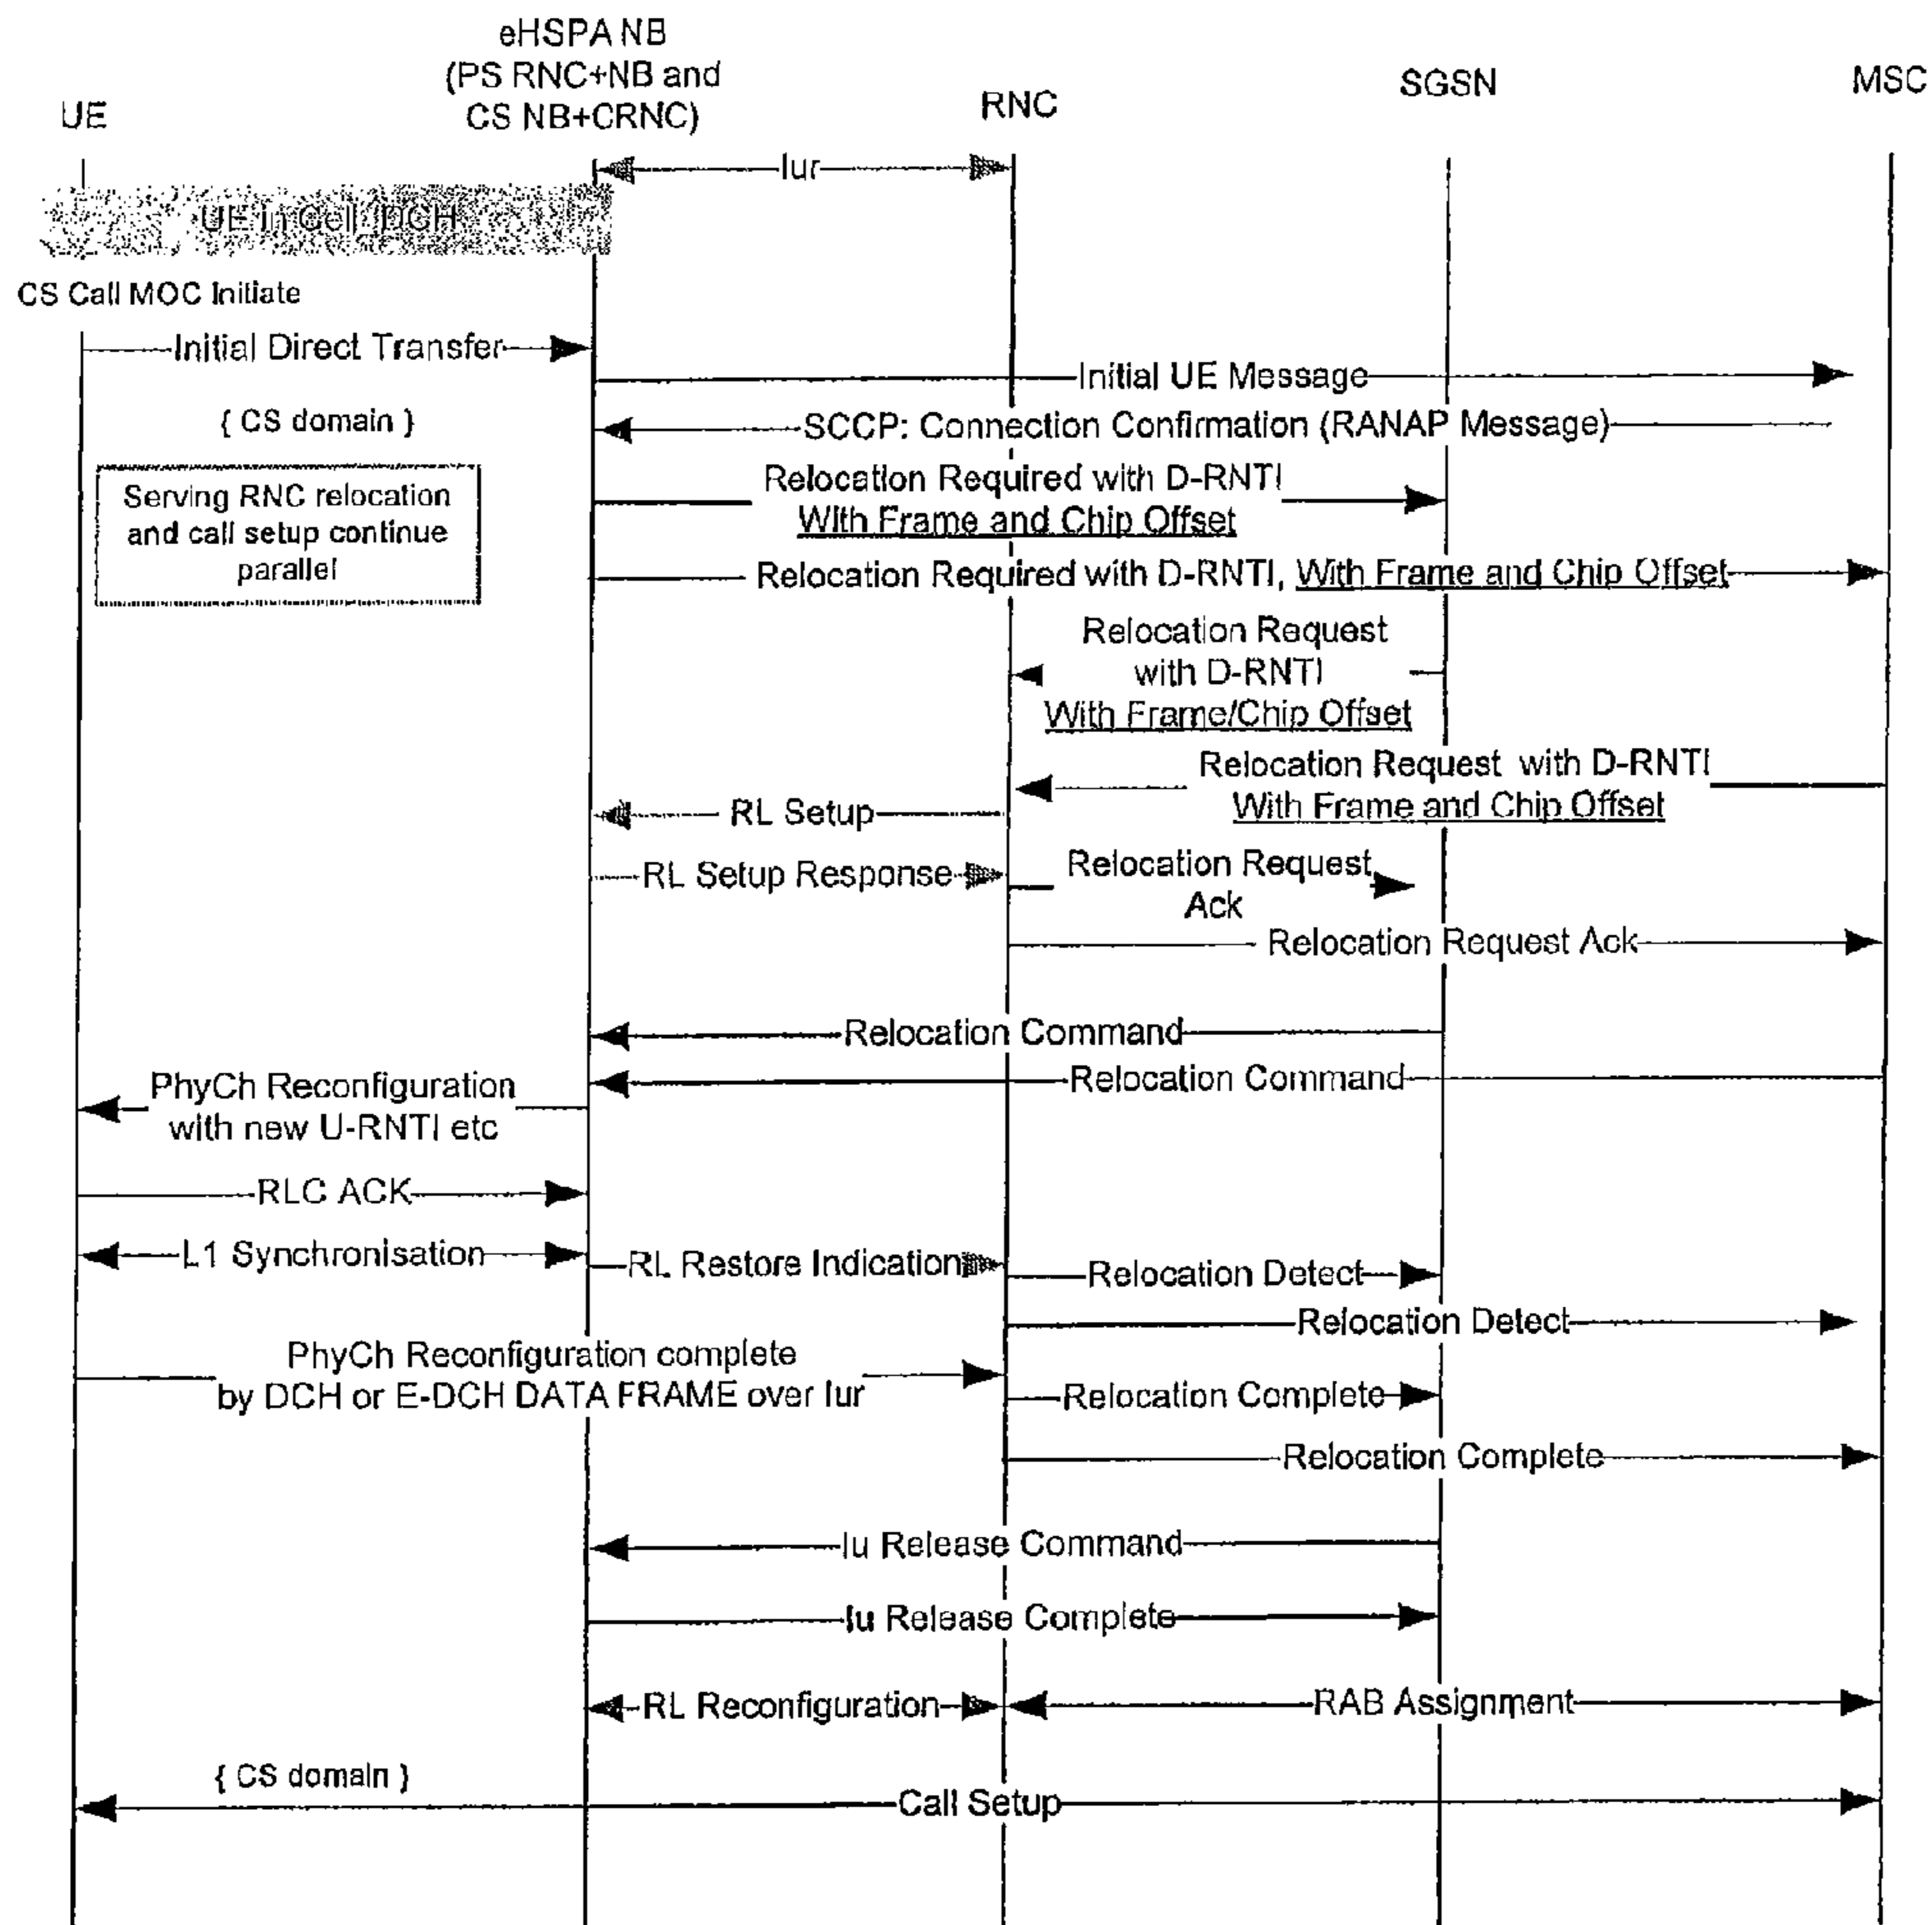 eHSPA NB
(PS RNC+NB and
CS NB+CRNC)
UE
RNC
SGSN
MSC
Iur
UE in Cell_DCH
CS Call MOC Initiate
Initial Direct Transfer
Initial UE Message
{ CS domain }
SCCP: Connection Confirmation (RANAP Message)
Serving RNC relocation
and call setup continue
parallel
Relocation Required with D-RNTI
With Frame and Chip Offset
Relocation Required with D-RNTI, With Frame and Chip Offset
Relocation Request
with D-RNTI
With Frame/Chip Offset
Relocation Request with D-RNTI
With Frame and Chip Offset
RL Setup
RL Setup Response
Relocation Request
Ack
Relocation Request Ack
Relocation Command
Relocation Command
PhyCh Reconfiguration
with new U-RNTI etc
RLC ACK
L1 Synchronisation
RL Restore Indication
Relocation Detect
Relocation Detect
PhyCh Reconfiguration complete
by DCH or E-DCH DATA FRAME over Iur
Relocation Complete
Relocation Complete
Iu Release Command
Iu Release Complete
RL Reconfiguration
RAB Assignment
{ CS domain }
Call Setup